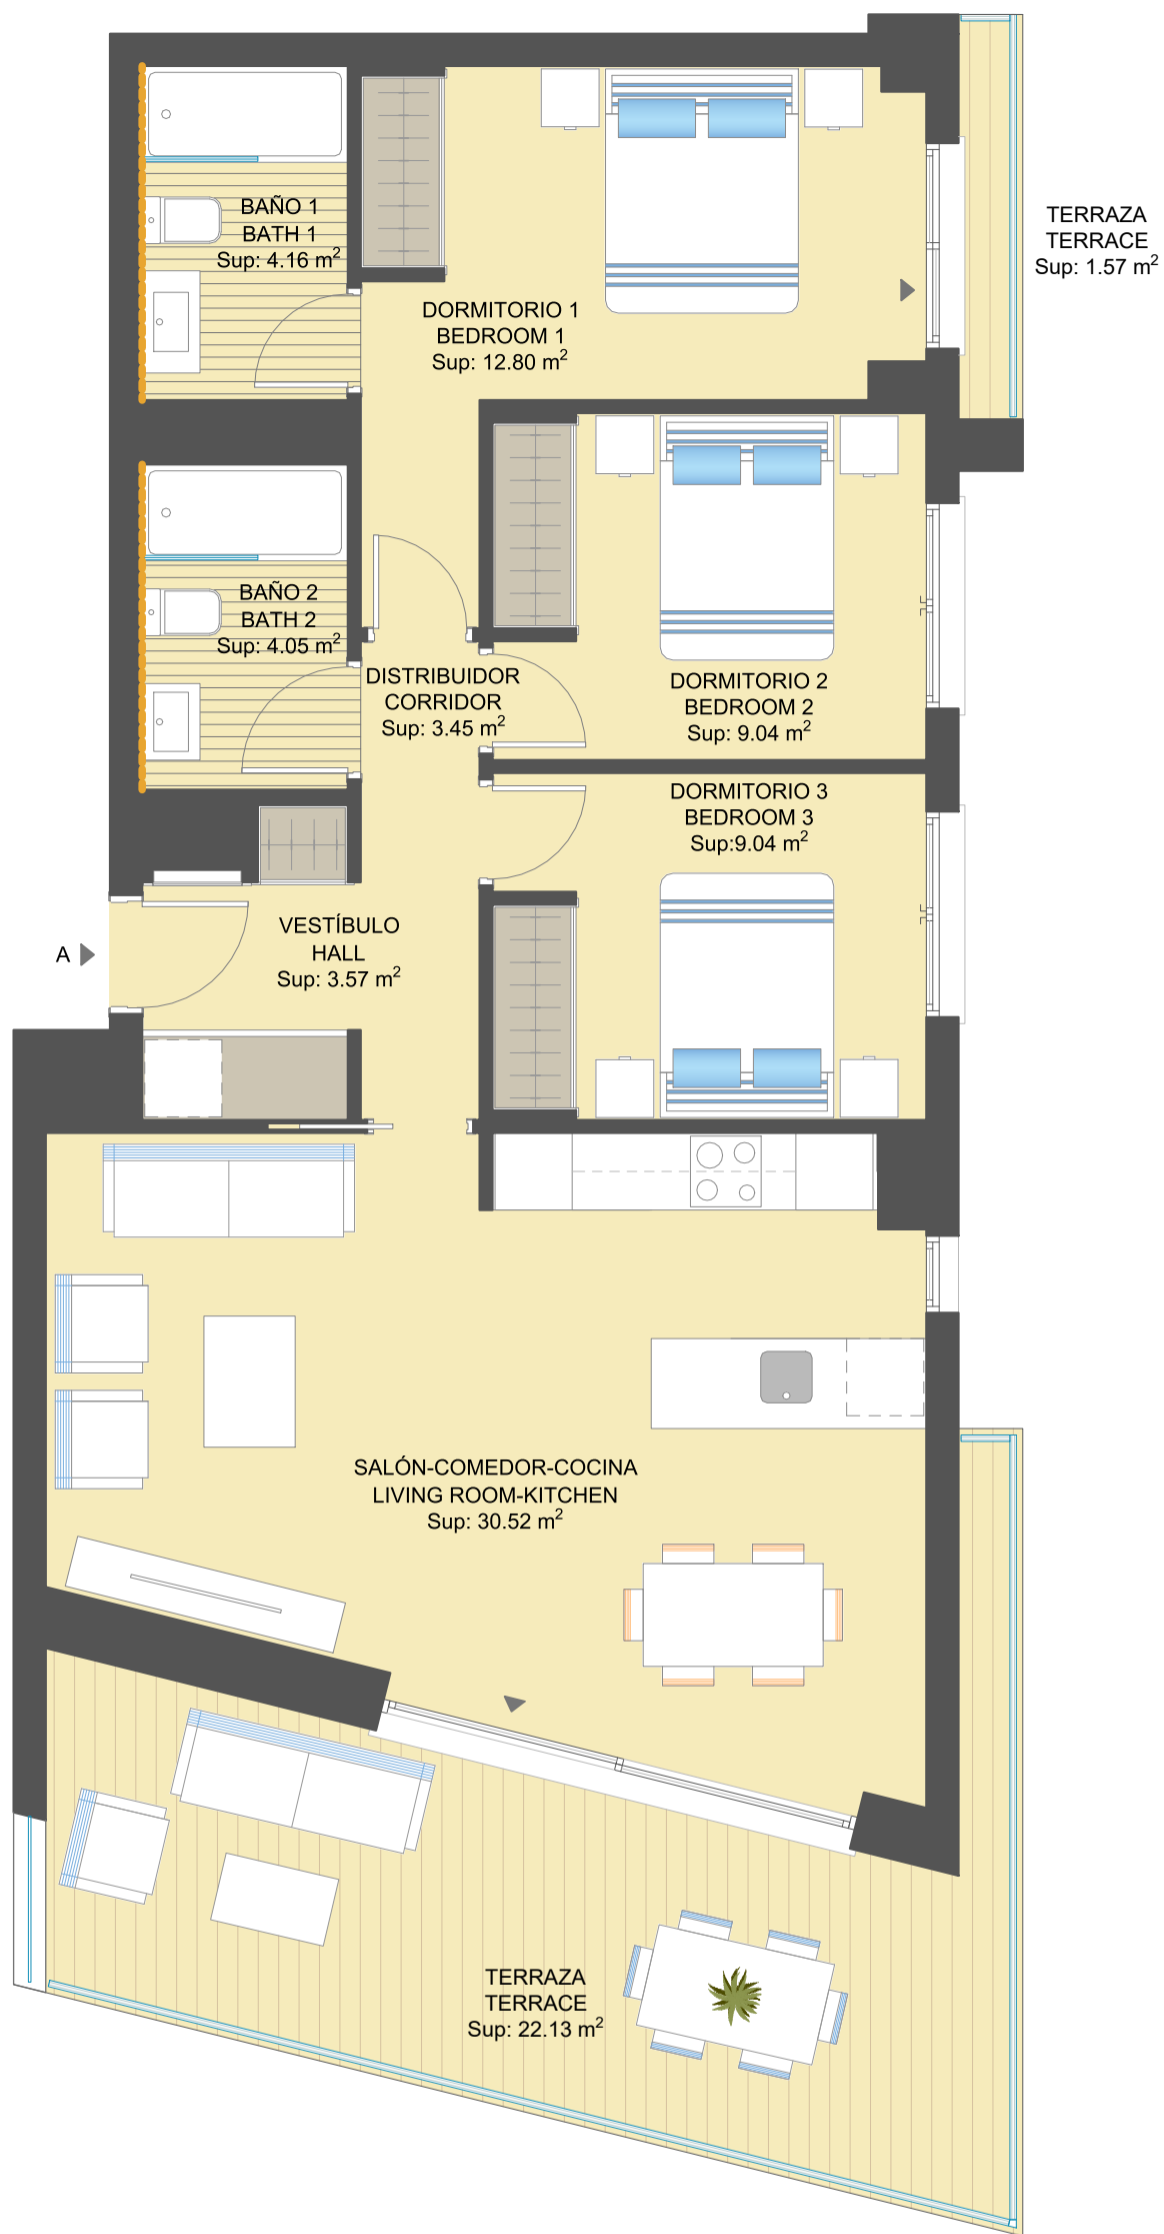 BAÑO 1
BATH 1
Sup: 4.16 m²
TERRAZA
TERRACE
Sup: 1.57 m²
DORMITORIO 1
BEDROOM 1
Sup: 12.80 m²
BAÑO 2
BATH 2
Sup: 4.05 m²
DISTRIBUIDOR
CORRIDOR
Sup: 3.45 m²
DORMITORIO 2
BEDROOM 2
Sup: 9.04 m²
DORMITORIO 3
BEDROOM 3
Sup:9.04 m²
A
VESTÍBULO
HALL
Sup: 3.57 m²
SALÓN-COMEDOR-COCINA
LIVING ROOM-KITCHEN
Sup: 30.52 m²
TERRAZA
TERRACE
Sup: 22.13 m²